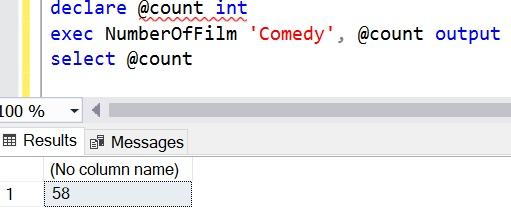 declare @count int
exec NumberOfFilm 'Comedy', @count output
select @count
100 %
Results
Messages
(No column name)
1 58